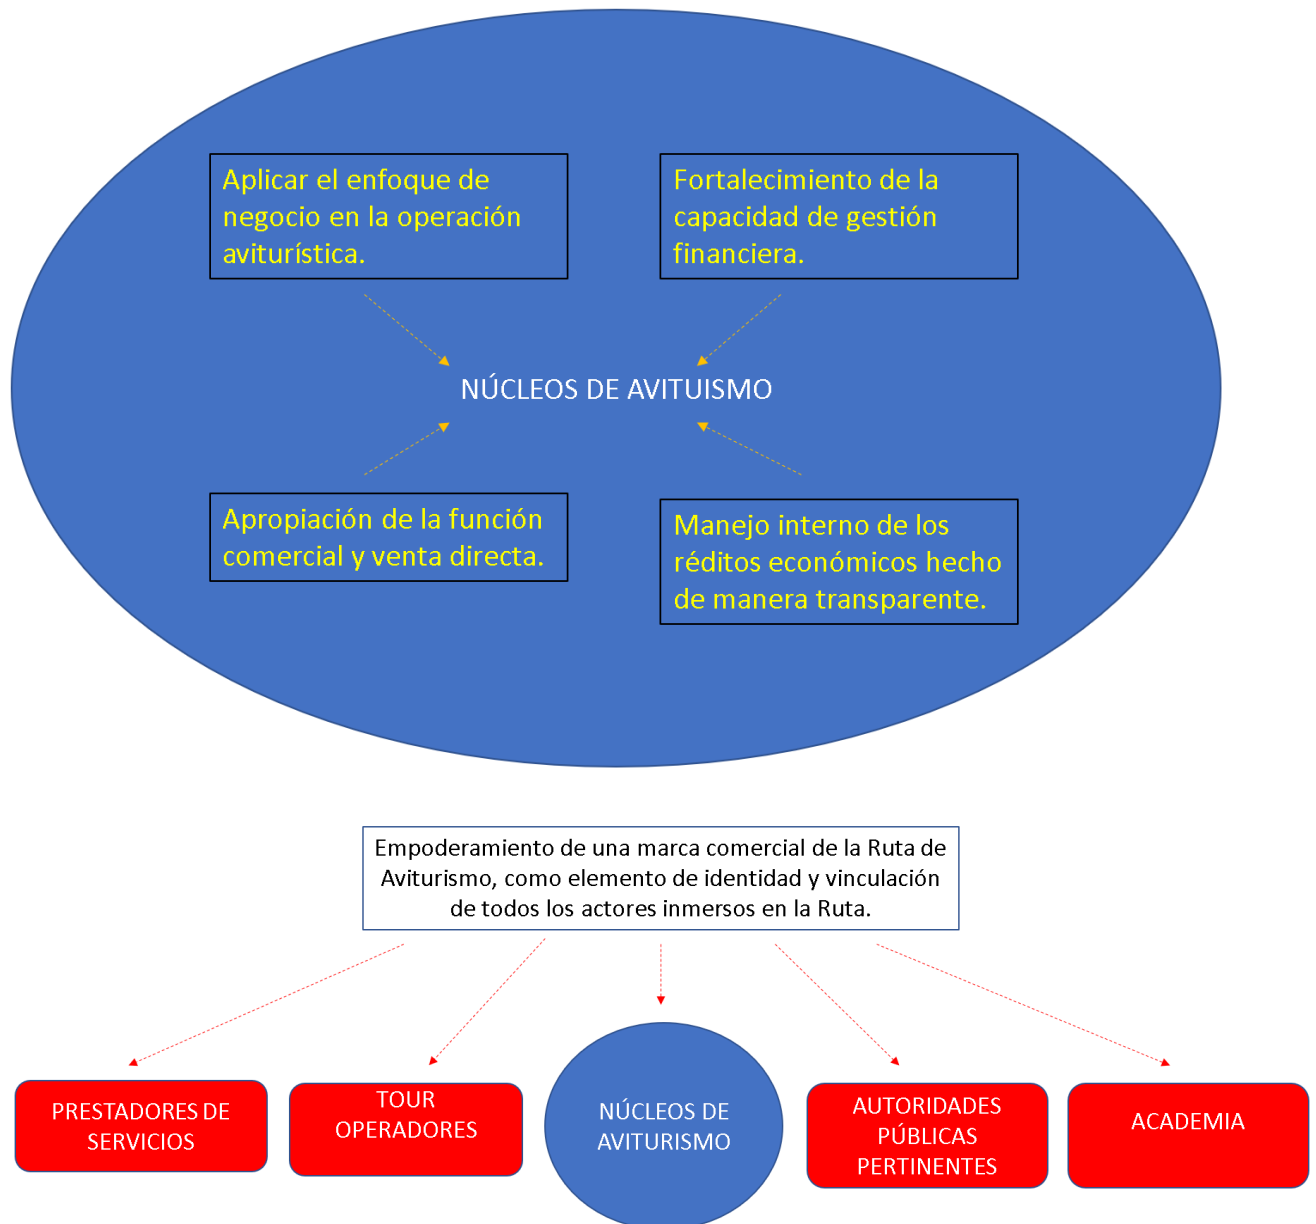 Aplicar el enfoque de
negocio en la operación
aviturística.
Fortalecimiento de la
capacidad de gestión
financiera.
NÚCLEOS DE AVITUISMO
Apropiación de la función
comercial y venta directa.
Manejo interno de los
réditos económicos hecho
de manera transparente.
Empoderamiento de una marca comercial de la Ruta de
Aviturismo, como elemento de identidad y vinculación
de todos los actores inmersos en la Ruta.
PRESTADORES DE
SERVICIOS
TOUR
OPERADORES
NÚCLEOS DE
AVITURISMO
AUTORIDADES
PÚBLICAS
PERTINENTES
ACADEMIA